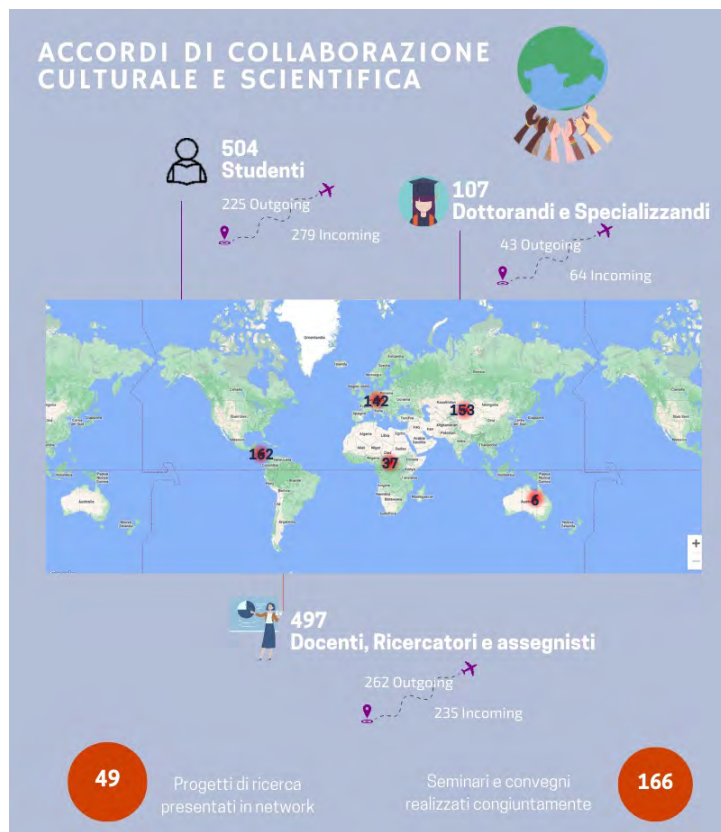 ACCORDI DI COLLABORAZIONE
CULTURALE E SCIENTIFICA
504
Studenti
225 Outgoing
279 Incoming
107
Dottorandi e Specializzandi
43 Outgoing
64 Incoming
142
153
162
37
6
+
497
Docenti, Ricercatori e assegnisti
262 Outgoing
235 Incoming
49
Progetti di ricerca
presentati in network
Seminari e convegni
realizzati congiuntamente
166